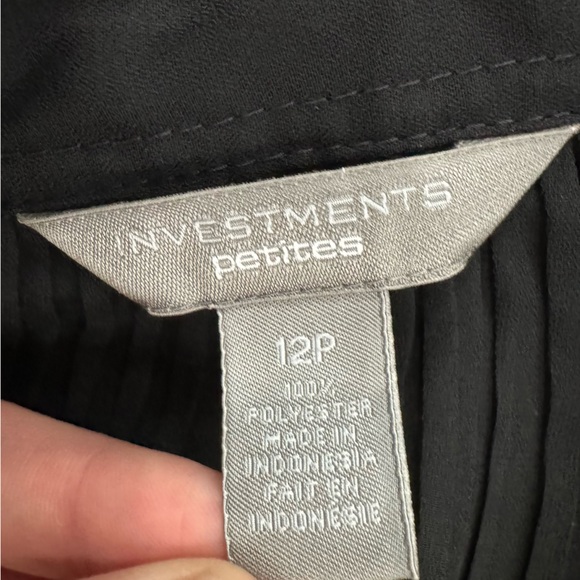 INVESTMENTS
petites
12P
100%
POLYESTER
MADE IN
INDONESIA
FAIT EN
INDONESIE